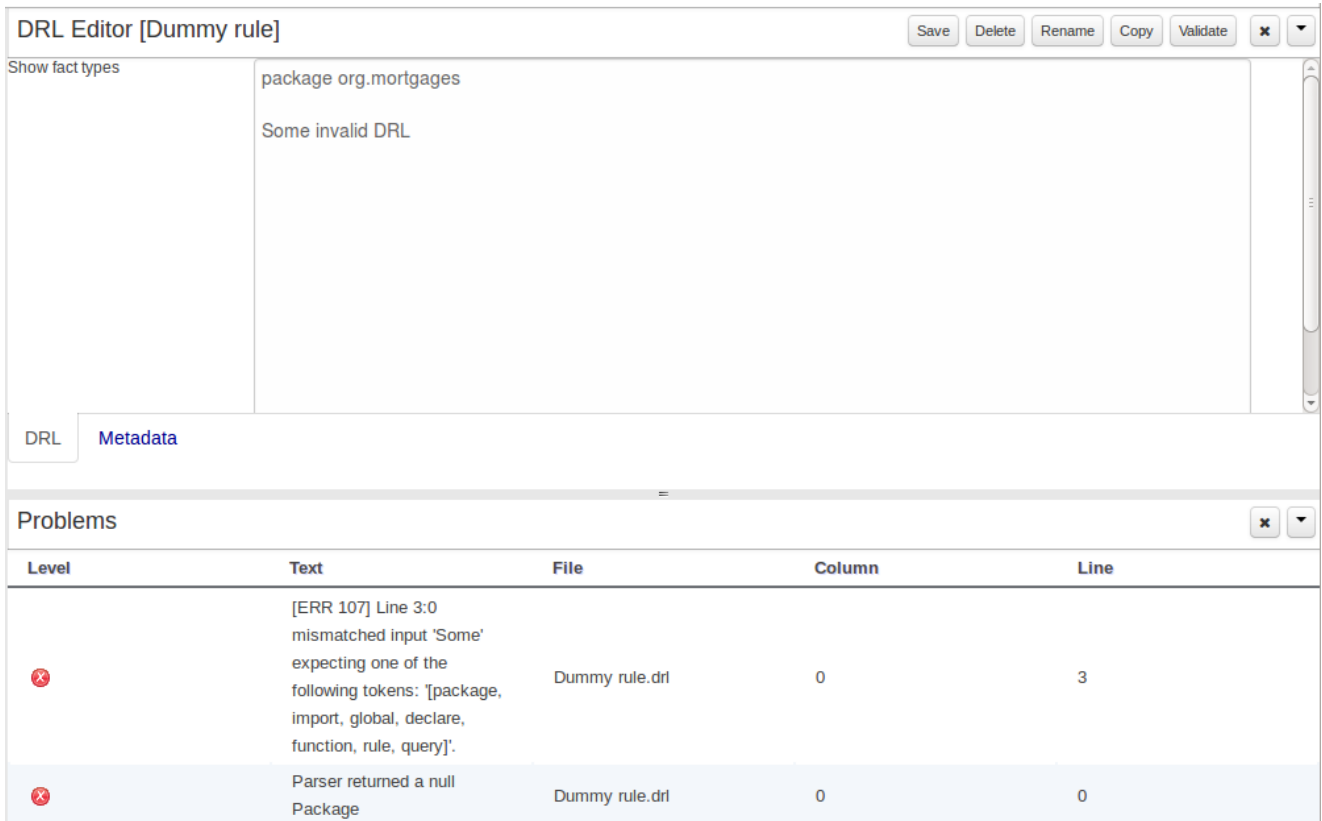 DRL Editor [Dummy rule]
Save Delete Rename Copy Validate
Show fact types
package org.mortgages
Some invalid DRL
DRL Metadata
Problems
Level Text File Column Line
[ERR 107] Line 3:0
mismatched input 'Some'
expecting one of the
following tokens: '[package,
import, global, declare,
function, rule, query]'.
Dummy rule.drl 0 3
Parser returned a null
Package
Dummy rule.drl 0 0